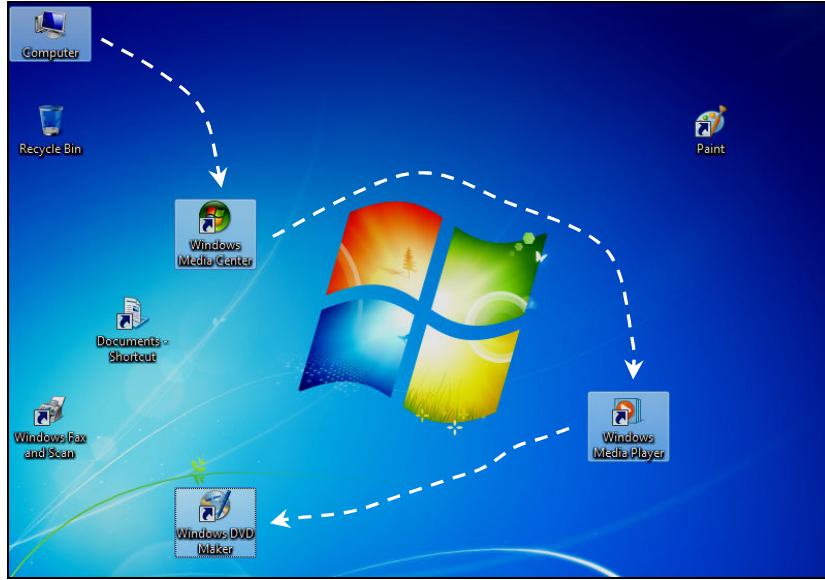 Computer
Recycle Bin
Paint
Windows
Media Center
Documents -
Shortcut
Windows Fax
and Scan
Windows
Media Player
Windows DVD
Maker